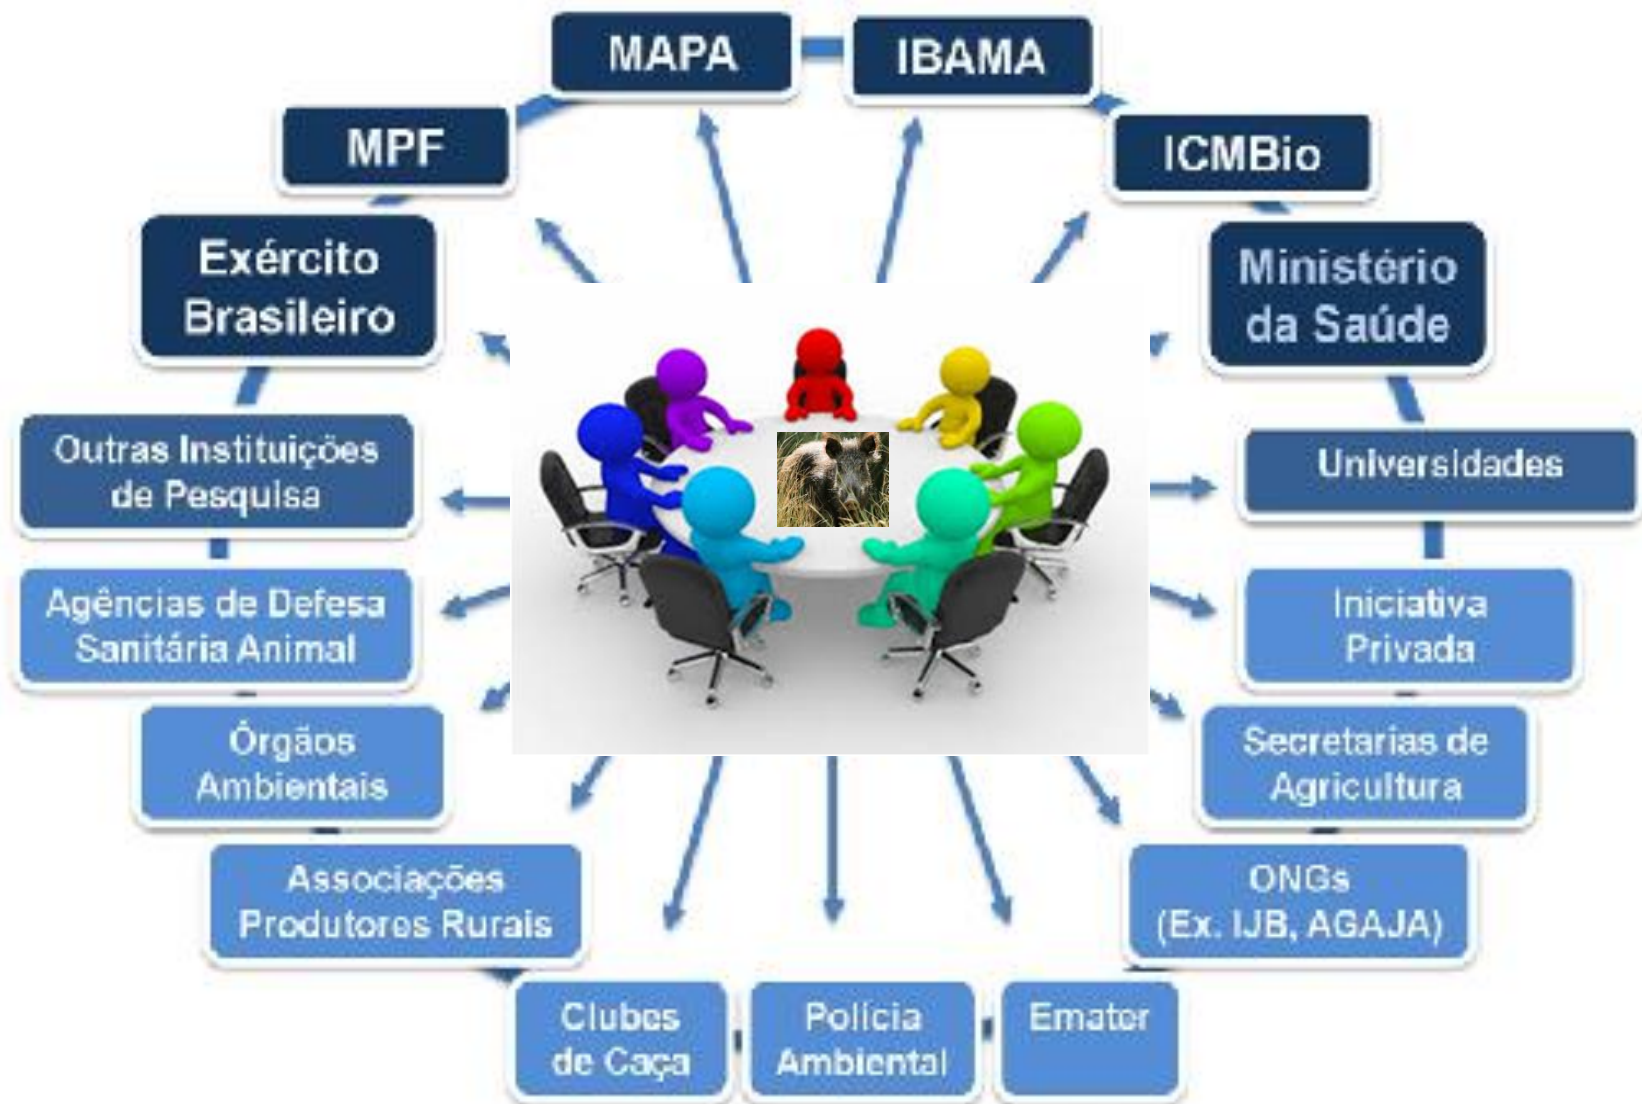 MAPA
IBAMA
MPF
ICMBio
Exército
Brasileiro
Ministério
da Saúde
Outras Instituições
de Pesquisa
Universidades
Agências de Defesa
Sanitária Animal
Iniciativa
Privada
Órgãos
Ambientais
Secretarias de
Agricultura
Associações
Produtores Rurais
ONGs
(Ex. IJB, AGAJA)
Clubes
de Caça
Polícia
Ambiental
Emater